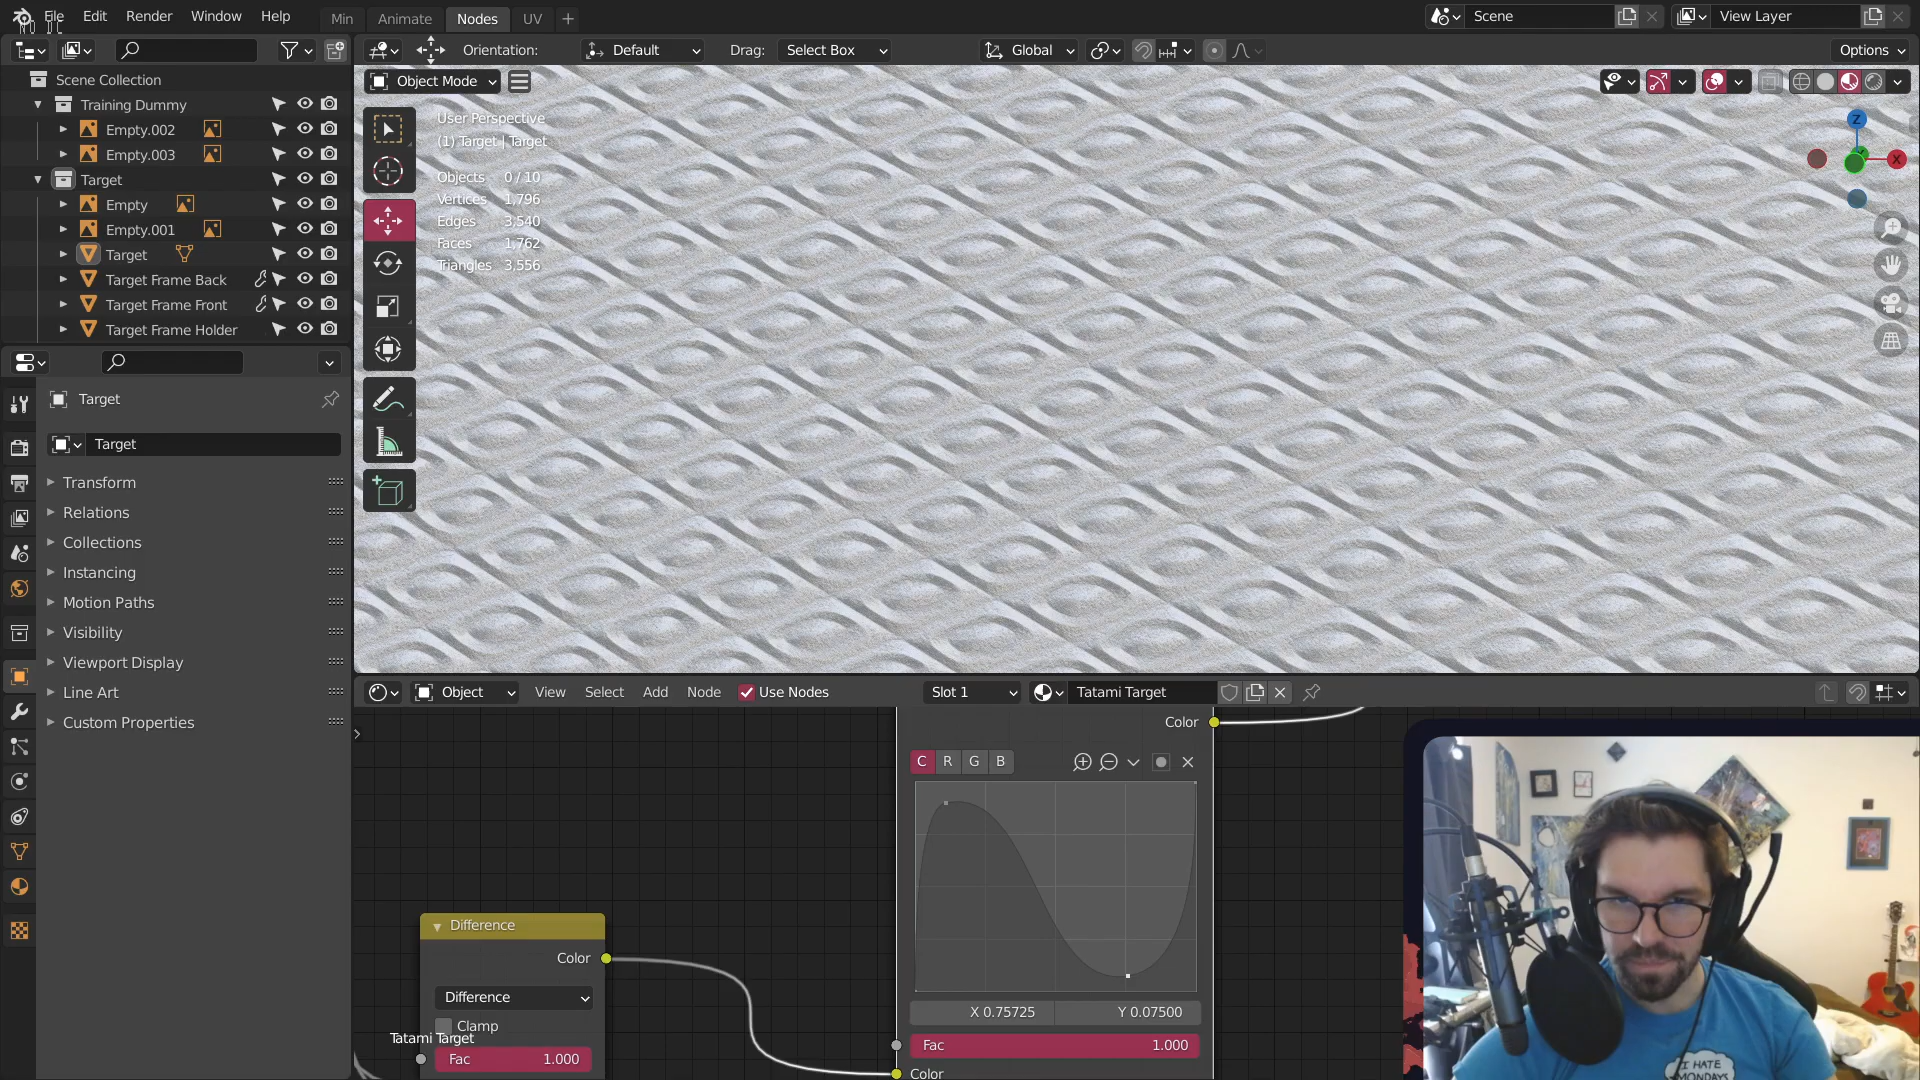 File Edit Render Window Help Min Animate Nodes UV Scene View Layer
Orientation: Default Drag: Select Box Global Options
Scene Collection
Training Dummy
Empty.002
Empty.003
Target
Empty
Empty.001
Target
Target Frame Back
Target Frame Front
Target Frame Holder
Object Mode
User Perspective
(1) Target | Target
Objects 0 / 10
Vertices 1,796
Edges 3,540
Faces 1,762
Triangles 3,556
Z
X
Target
Target
Transform
Relations
Collections
Instancing
Motion Paths
Visibility
Viewport Display
Line Art
Custom Properties
Object View Select Add Node Use Nodes Slot 1 Tatami Target
Color
C R G B
X 0.75725 Y 0.07500
Fac 1.000
Color
Difference
Color
Difference
Clamp
Tatami Target
Fac 1.000
I HATE
MONDAYS